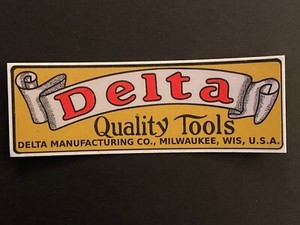 Delta
Quality Tools
DELTA MANUFACTURING CO., MILWAUKEE, WIS, U.S.A.